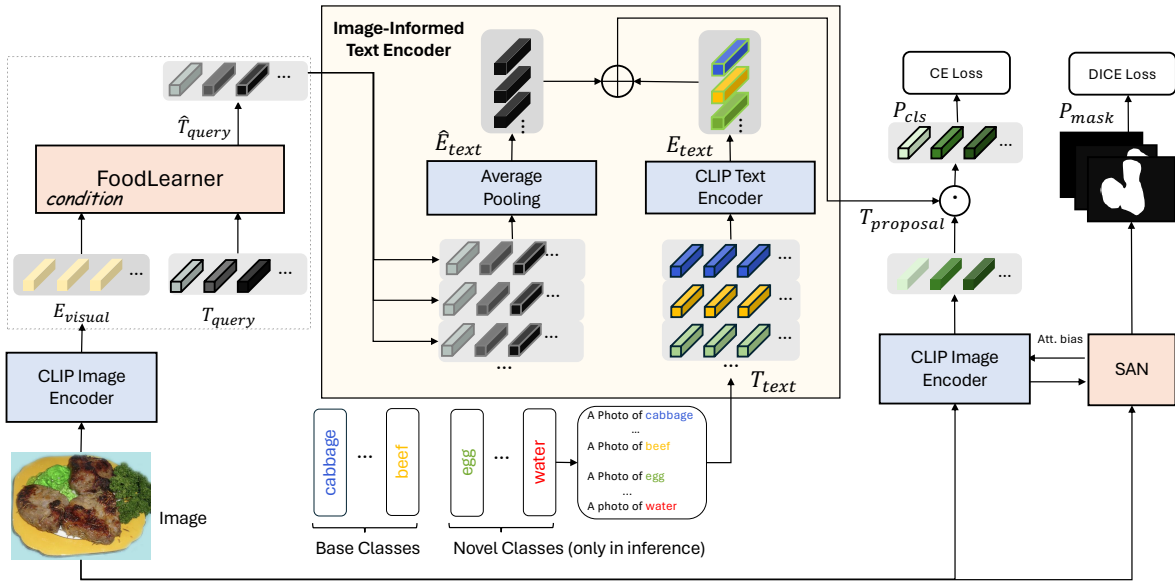 Image-Informed
Text Encoder
CE Loss
DICE Loss
...
P_cls
P_mask
T̂_query
Ê_text
E_text
...
FoodLearner
condition
Average
Pooling
CLIP Text
Encoder
T_proposal
...
...
...
...
...
...
...
...
...
E_visual
T_query
...
...
T_text
CLIP Image
Encoder
CLIP Image
Encoder
Att. bias
SAN
cabbage
...
beef
egg
...
water
A Photo of cabbage
...
A Photo of beef
A Photo of egg
...
A photo of water
Image
Base Classes
Novel Classes (only in inference)